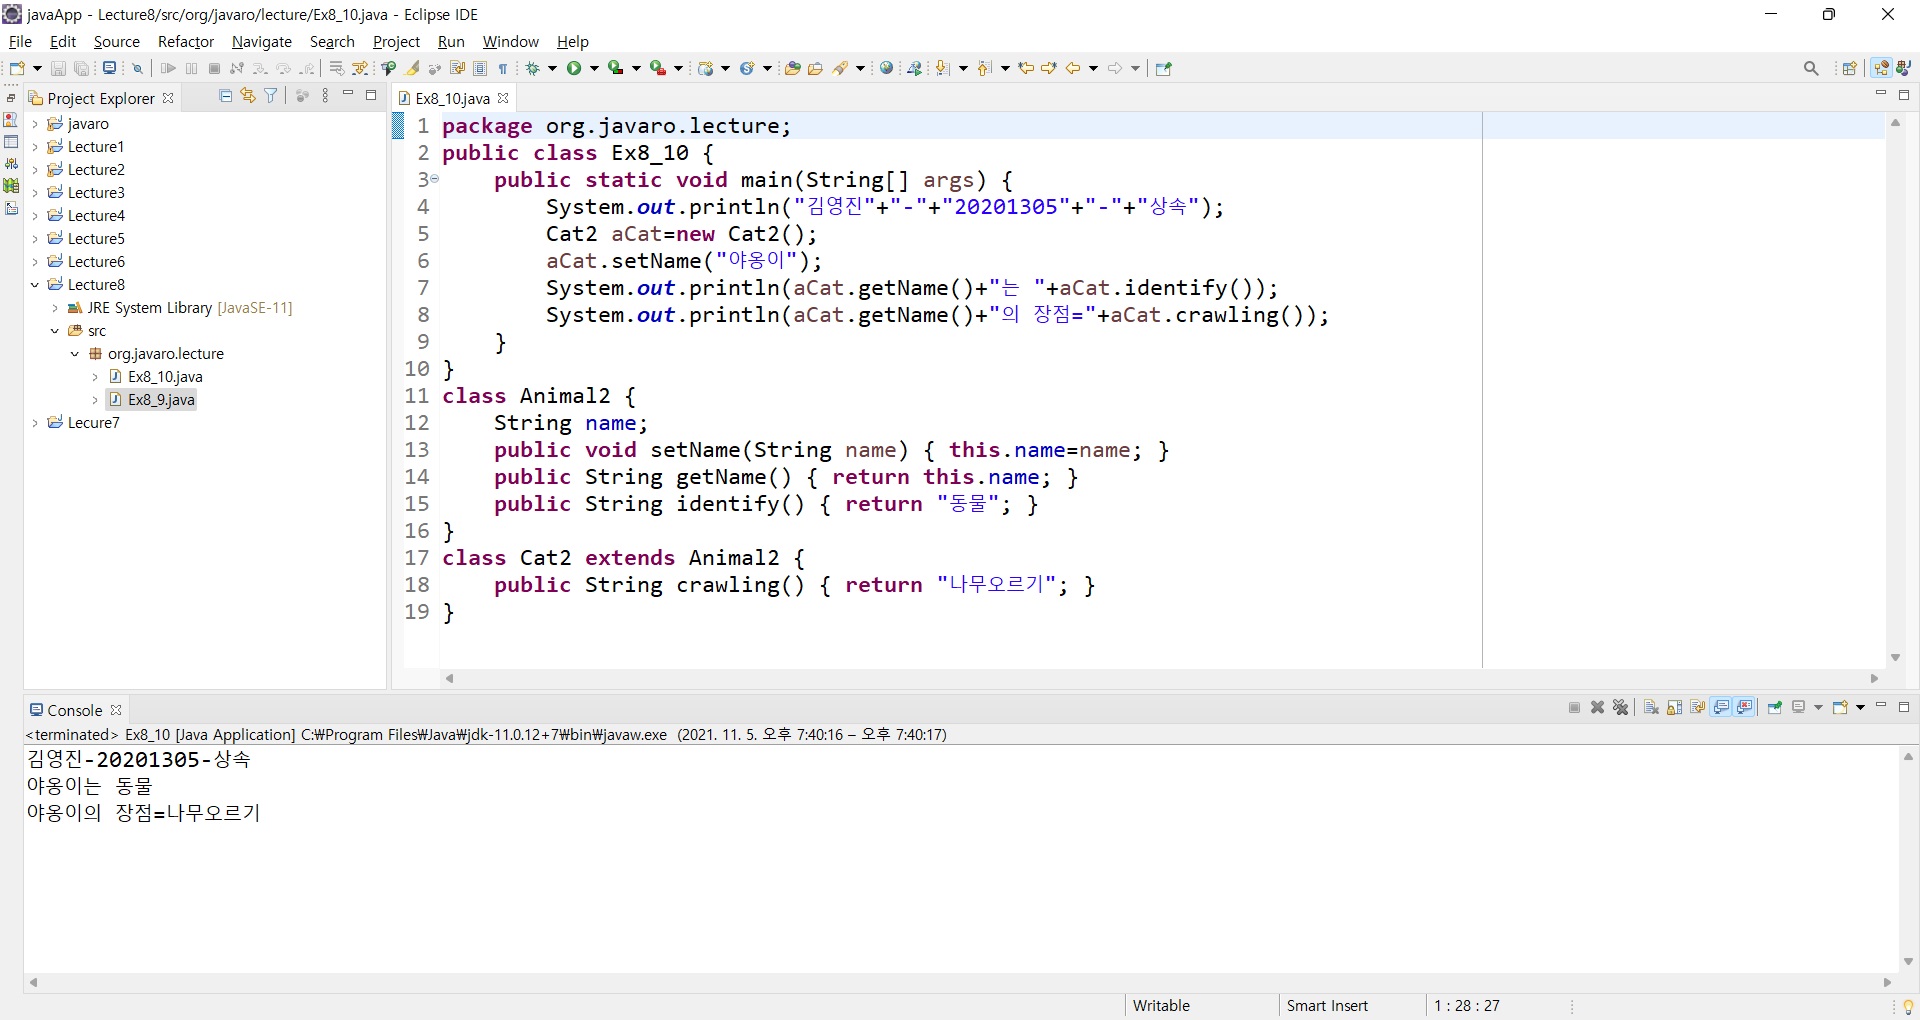 javaApp - Lecture8/src/org/javaro/lecture/Ex8_10.java - Eclipse IDE
File Edit Source Refactor Navigate Search Project Run Window Help
Project Explorer
javaro
Lecture1
Lecture2
Lecture3
Lecture4
Lecture5
Lecture6
Lecture8
JRE System Library [JavaSE-11]
src
org.javaro.lecture
Ex8_10.java
Ex8_9.java
Lecure7
Ex8_10.java
1 package org.javaro.lecture;
2 public class Ex8_10 {
3 public static void main(String[] args) {
4 System.out.println("김영진"+"-"+"20201305"+"-"+"상속");
5 Cat2 aCat=new Cat2();
6 aCat.setName("야옹이");
7 System.out.println(aCat.getName()+"는 "+aCat.identify());
8 System.out.println(aCat.getName()+"의 장점="+aCat.crawling());
9 }
10 }
11 class Animal2 {
12 String name;
13 public void setName(String name) { this.name=name; }
14 public String getName() { return this.name; }
15 public String identify() { return "동물"; }
16 }
17 class Cat2 extends Animal2 {
18 public String crawling() { return "나무오르기"; }
19 }
Console
<terminated> Ex8_10 [Java Application] C:₩Program Files₩Java₩jdk-11.0.12+7₩bin₩javaw.exe (2021. 11. 5. 오후 7:40:16 – 오후 7:40:17)
김영진-20201305-상속
야옹이는 동물
야옹이의 장점=나무오르기
Writable Smart Insert 1 : 28 : 27